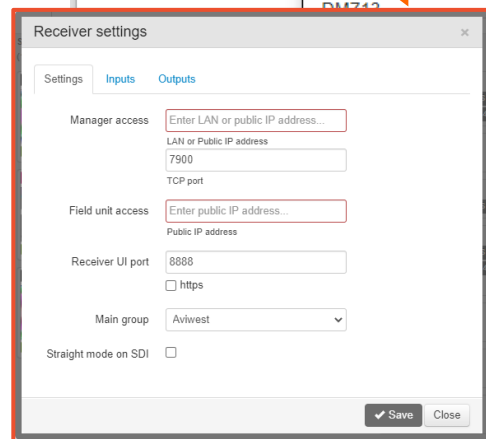 DMZ13
Receiver settings ×
Settings Inputs Outputs
Manager access Enter LAN or public IP address...
LAN or Public IP address
7900
TCP port
Field unit access Enter public IP address...
Public IP address
Receiver UI port 8888
https
Main group Aviwest
Straight mode on SDI
Save Close